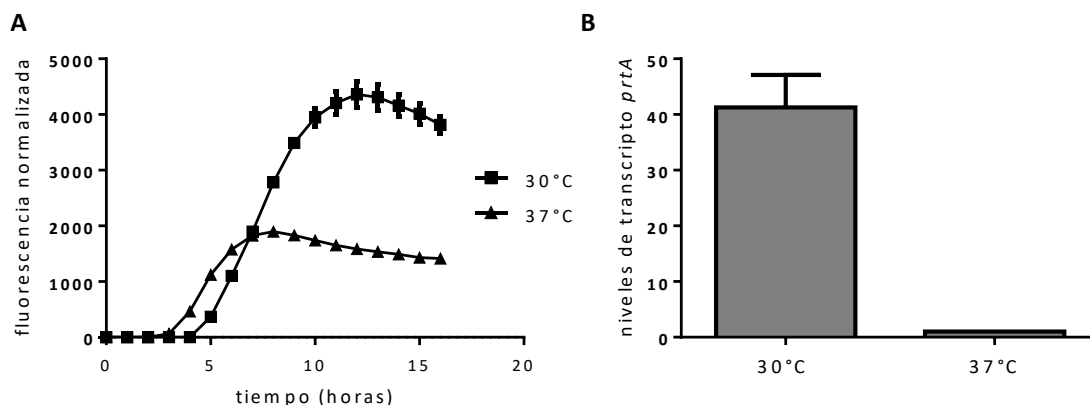 A
fluorescencia normalizada
5000
4000
3000
2000
1000
0
0
5
10
15
20
tiempo (horas)
30°C
37°C
B
niveles de transcripto prtA
50
40
30
20
10
0
30°C
37°C